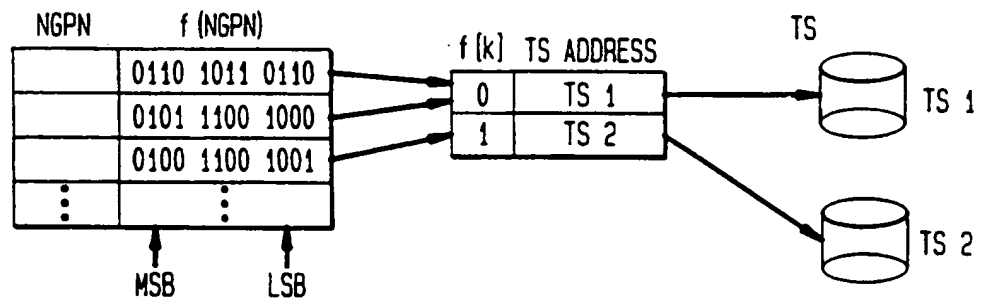 NGPN f (NGPN)
0110 1011 0110
0101 1100 1000
0100 1100 1001
MSB LSB
f (k) TS ADDRESS
0 TS 1
1 TS 2
TS
TS 1
TS 2